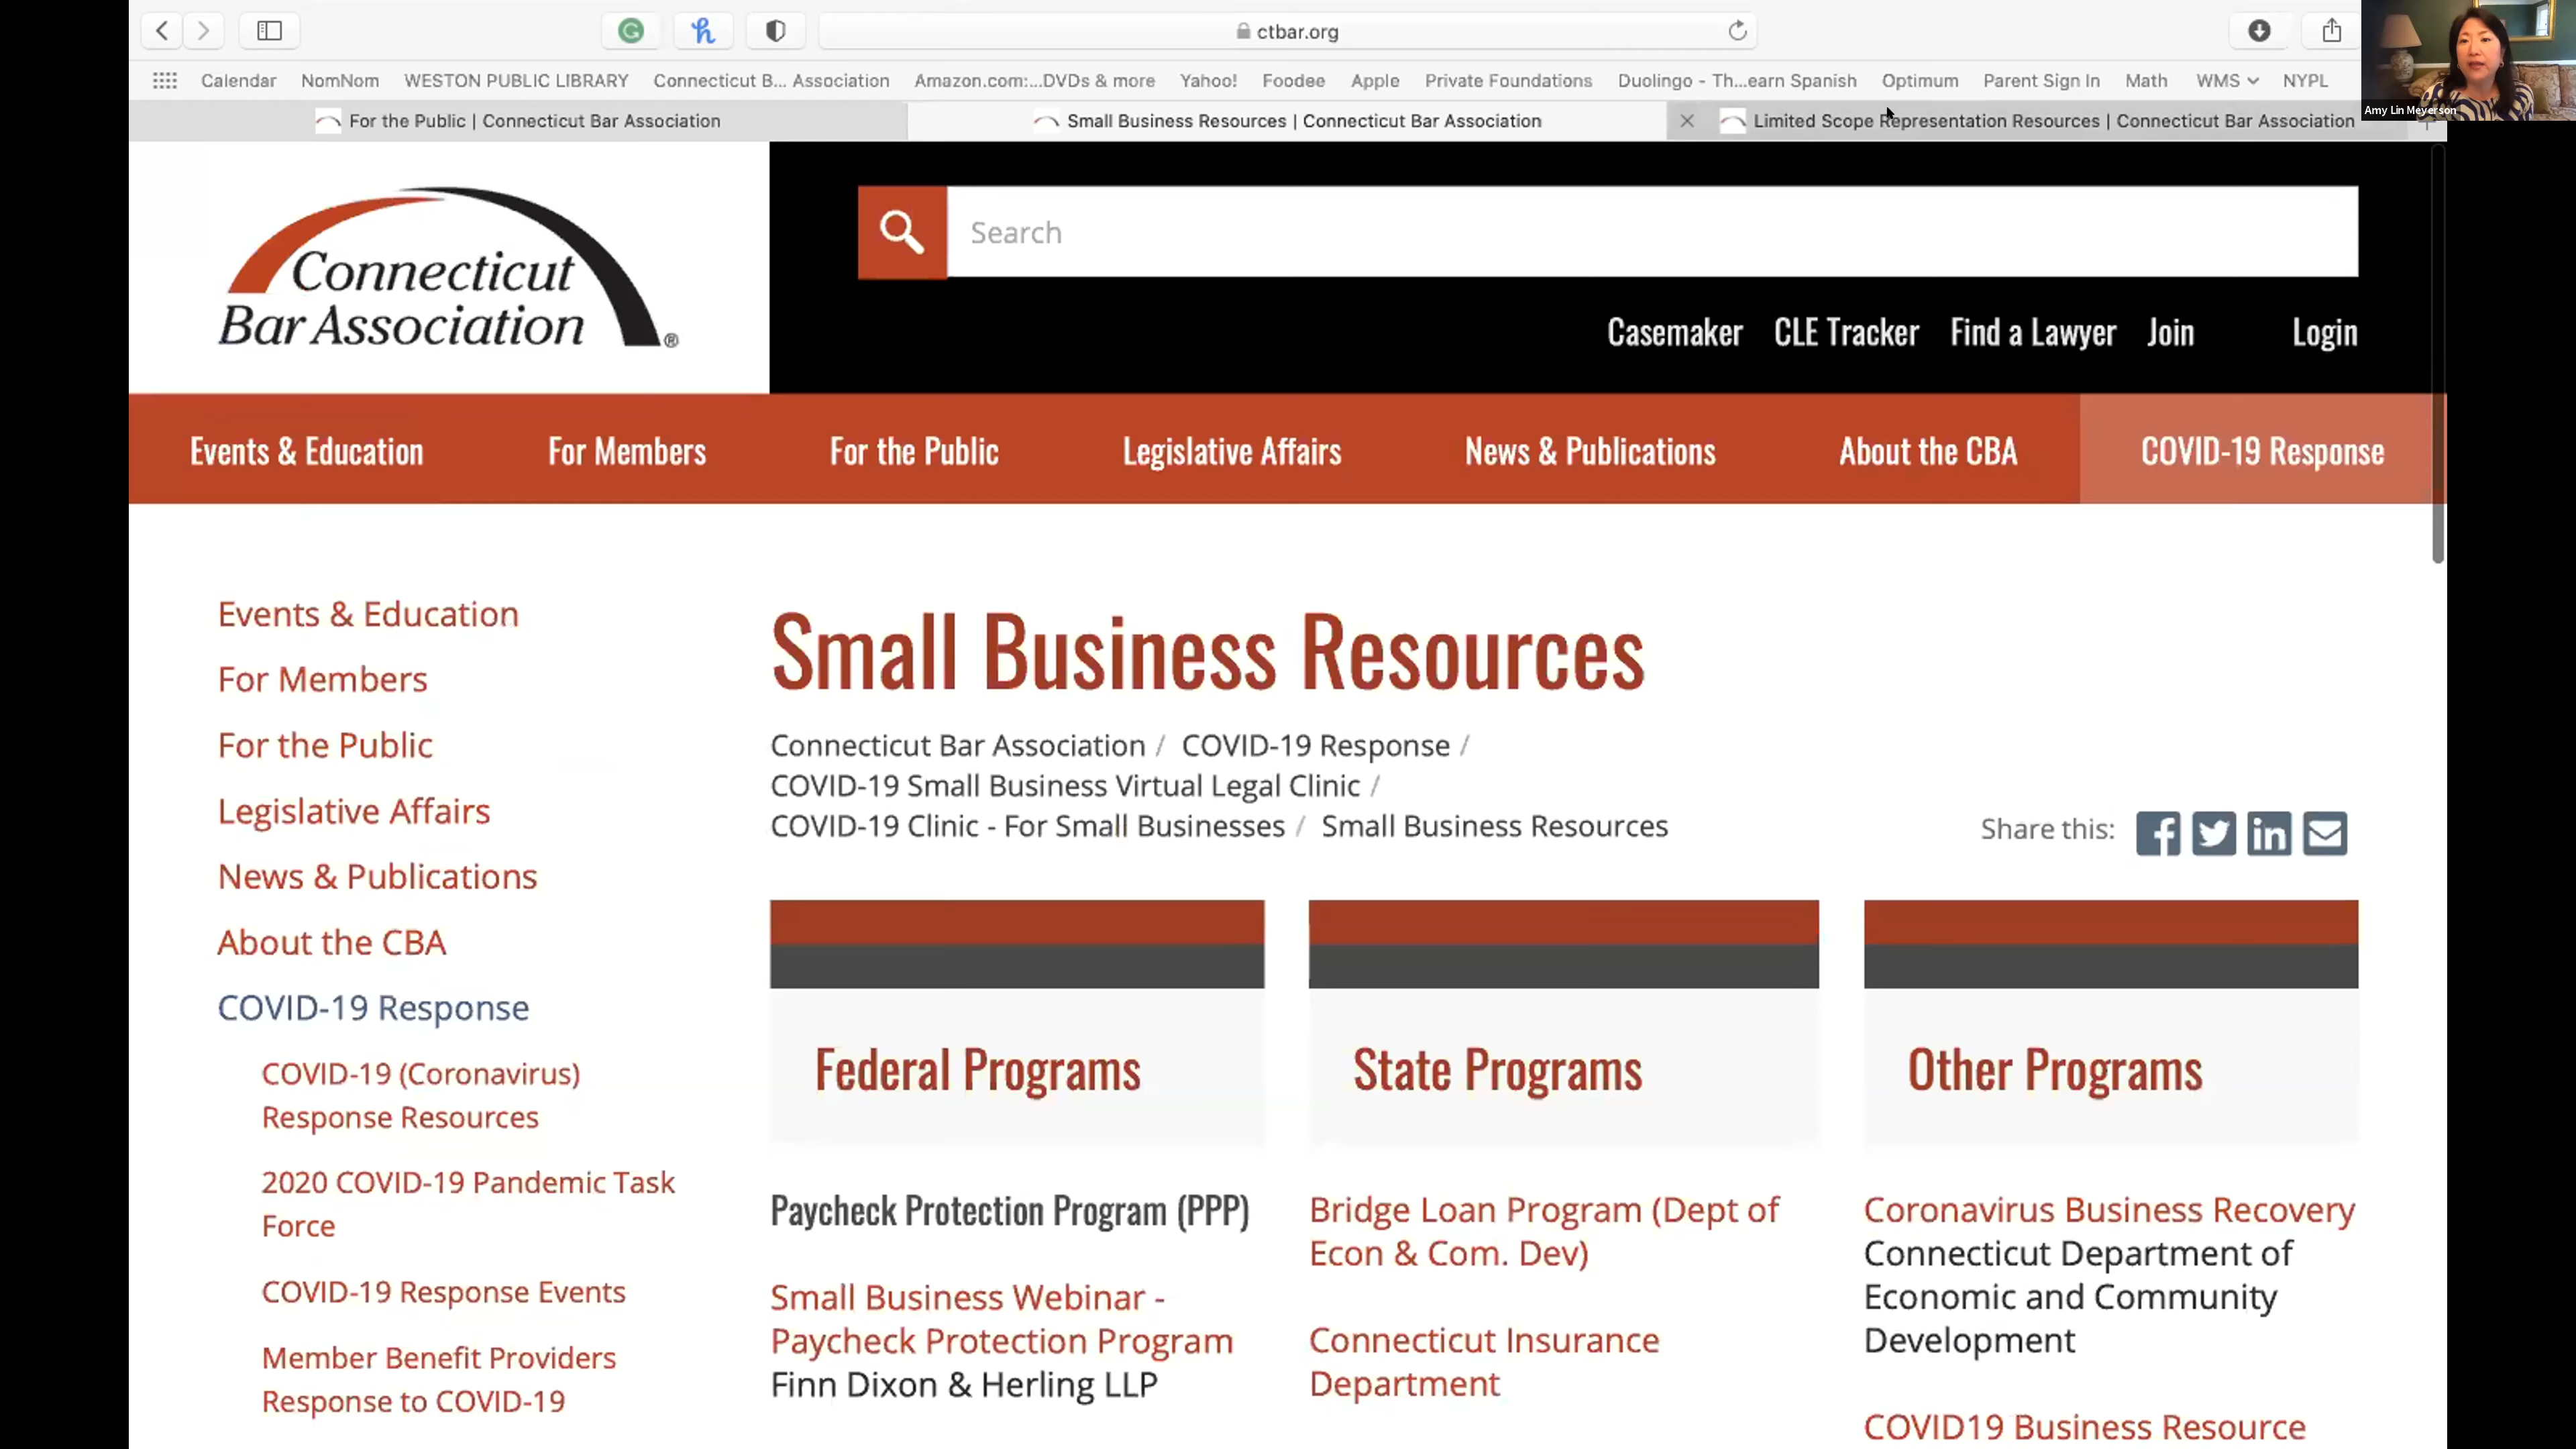 ctbar.org
Calendar NomNom WESTON PUBLIC LIBRARY Connecticut B... Association Amazon.com:...DVDs & more Yahoo! Foodee Apple Private Foundations Duolingo - Th...earn Spanish Optimum Parent Sign In Math WMS NYPL
Amy Lin Meyerson
For the Public | Connecticut Bar Association
Small Business Resources | Connecticut Bar Association
Limited Scope Representation Resources | Connecticut Bar Association
Connecticut
Bar Association ®
Search
Casemaker CLE Tracker Find a Lawyer Join Login
Events & Education For Members For the Public Legislative Affairs News & Publications About the CBA COVID-19 Response
Events & Education
For Members
For the Public
Legislative Affairs
News & Publications
About the CBA
COVID-19 Response
COVID-19 (Coronavirus)
Response Resources
2020 COVID-19 Pandemic Task
Force
COVID-19 Response Events
Member Benefit Providers
Response to COVID-19
Small Business Resources
Connecticut Bar Association / COVID-19 Response /
COVID-19 Small Business Virtual Legal Clinic /
COVID-19 Clinic - For Small Businesses / Small Business Resources
Share this:
Federal Programs
Paycheck Protection Program (PPP)
Small Business Webinar -
Paycheck Protection Program
Finn Dixon & Herling LLP
State Programs
Bridge Loan Program (Dept of
Econ & Com. Dev)
Connecticut Insurance
Department
Other Programs
Coronavirus Business Recovery
Connecticut Department of
Economic and Community
Development
COVID19 Business Resource